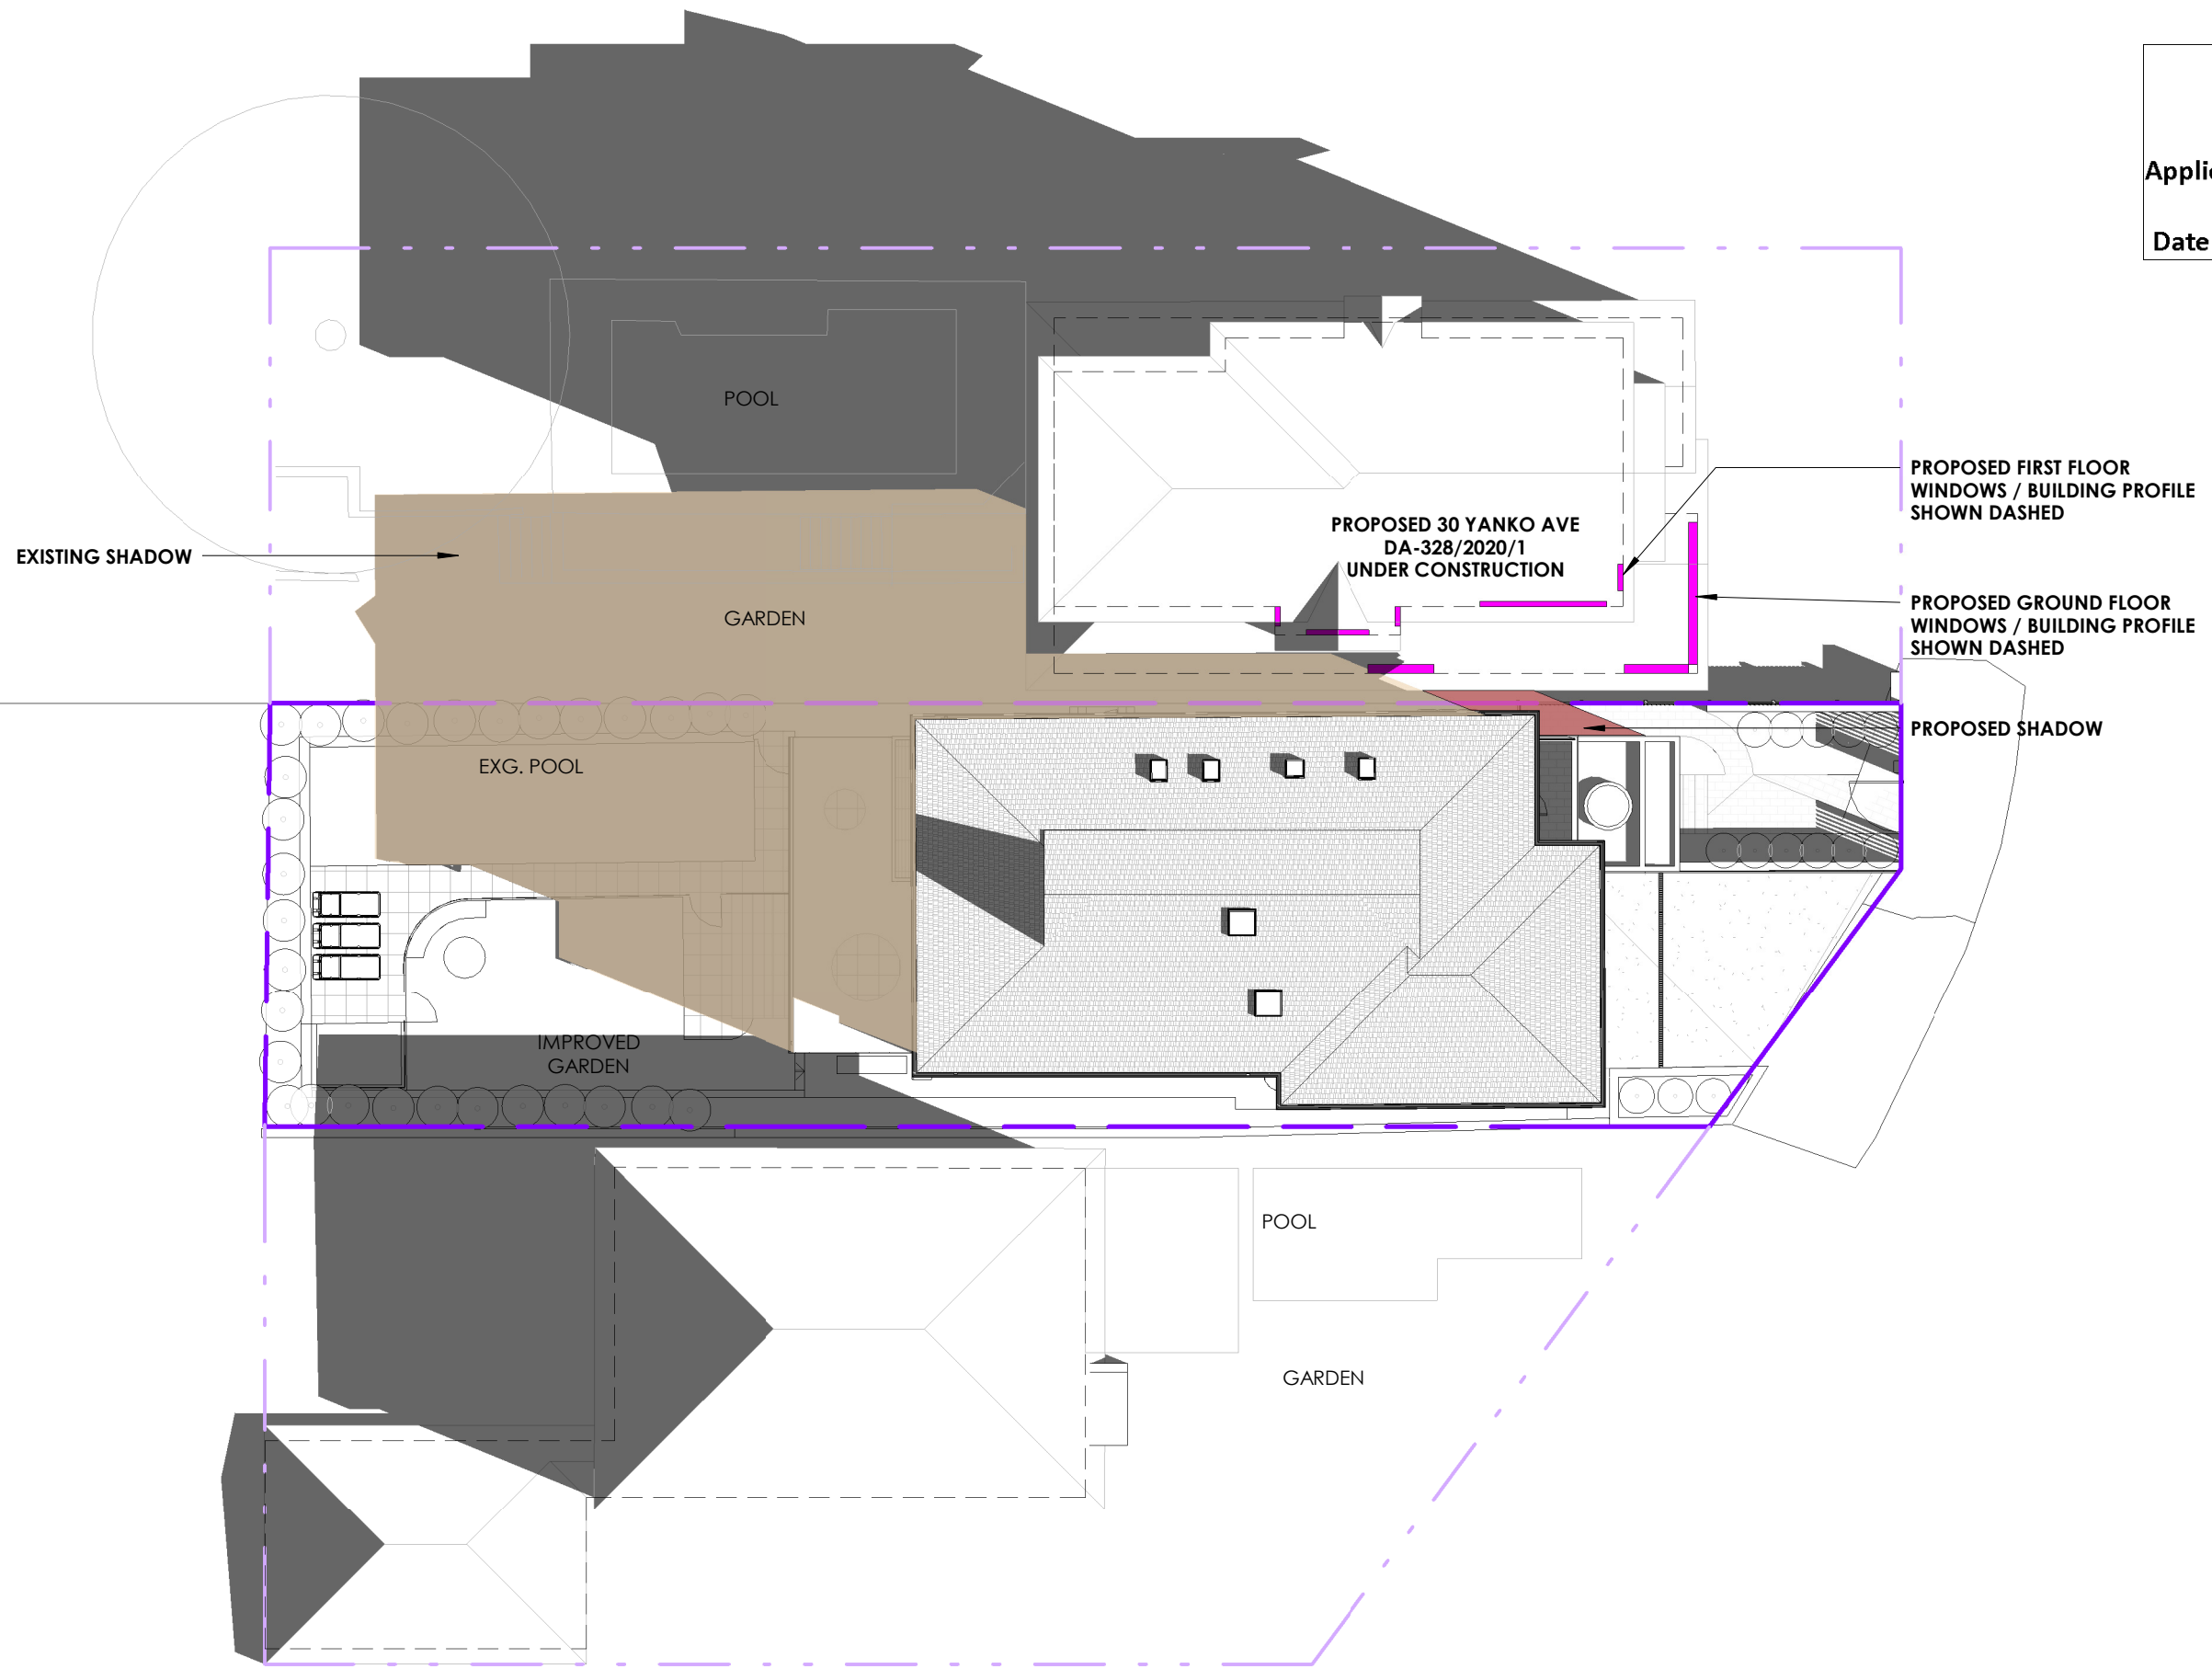 Date
POOL
PROPOSED FIRST FLOOR
WINDOWS / BUILDING PROFILE
SHOWN DASHED
PROPOSED 30 YANKO AVE
DA-328/2020/1
UNDER CONSTRUCTION
EXISTING SHADOW
GARDEN
PROPOSED GROUND FLOOR
WINDOWS / BUILDING PROFILE
SHOWN DASHED
PROPOSED SHADOW
EXG. POOL
IMPROVED
GARDEN
POOL
GARDEN